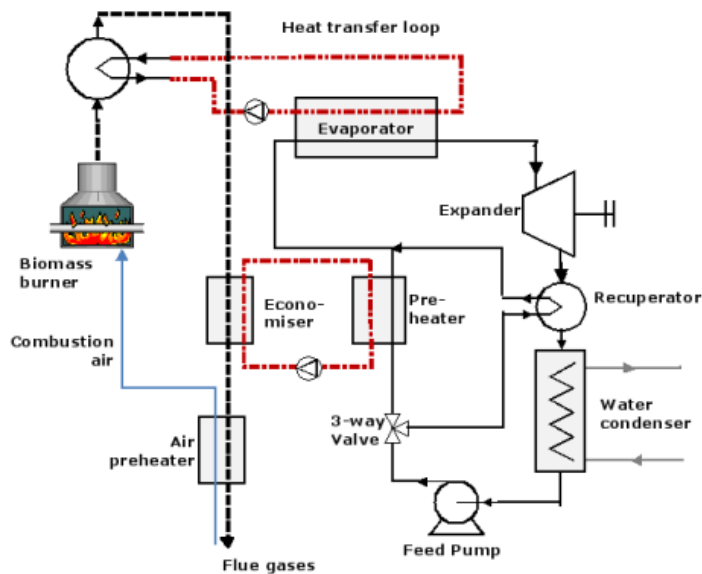 Heat transfer loop
Evaporator
Expander
Biomass
burner
Econo-
miser
Pre-
heater
Recuperator
Combustion
air
3-way
Valve
Water
condenser
Air
preheater
Feed Pump
Flue gases